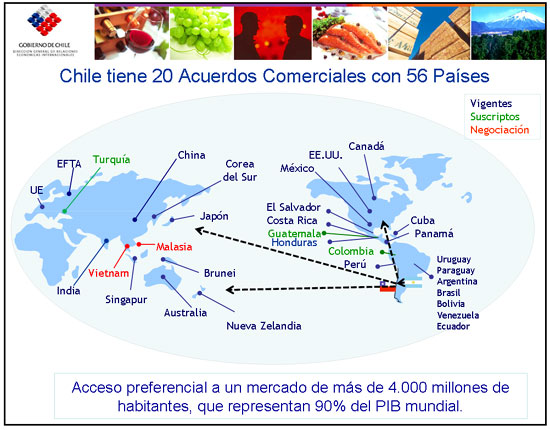 GOBIERNO DE CHILE
DIRECCIÓN GENERAL DE RELACIONES
ECONÓMICAS INTERNACIONALES
Chile tiene 20 Acuerdos Comerciales con 56 Países
Vigentes
Suscriptos
Negociación
Canadá
EE.UU.
México
China
Turquía
EFTA
Corea
del Sur
UE
El Salvador
Japón
Costa Rica
Cuba
Guatemala
Panamá
Honduras
Malasia
Colombia
Vietnam
Perú
Brunei
India
Singapur
Australia
Nueva Zelandia
Uruguay
Paraguay
Argentina
Brasil
Bolivia
Venezuela
Ecuador
Acceso preferencial a un mercado de más de 4.000 millones de
habitantes, que representan 90% del PIB mundial.